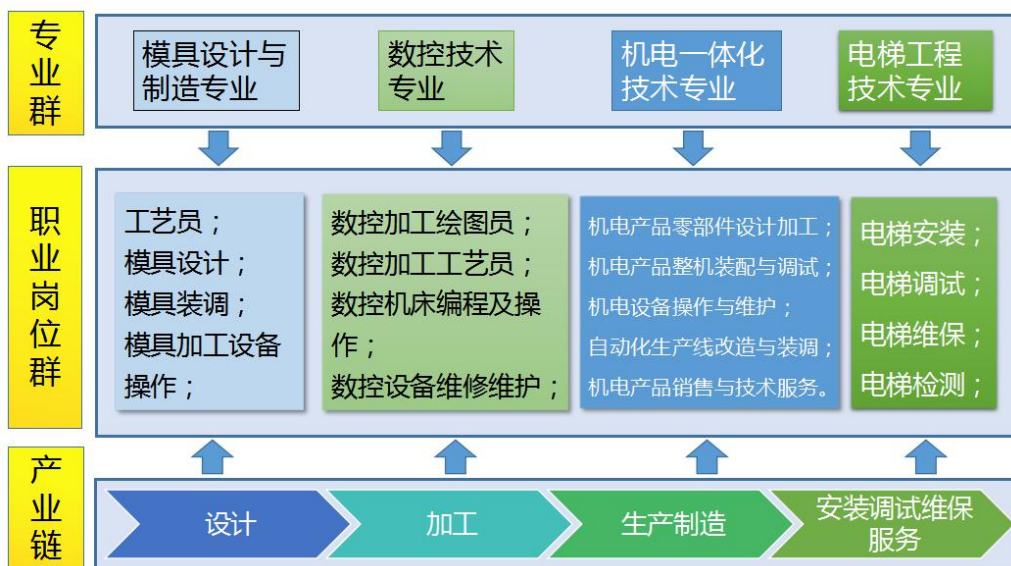 专业群
模具设计与
制造专业
数控技术
专业
机电一体化
技术专业
电梯工程
技术专业
职业岗位群
工艺员；
模具设计；
模具装调；
模具加工设备
操作；
数控加工绘图员；
数控加工工艺员；
数控机床编程及操
作；
数控设备维修维护；
机电产品零部件设计加工；
机电产品整机装配与调试；
机电设备操作与维护；
自动化生产线改造与装调；
机电产品销售与技术服务。
电梯安装；
电梯调试；
电梯维保；
电梯检测；
产业链
设计
加工
生产制造
安装调试维保
服务